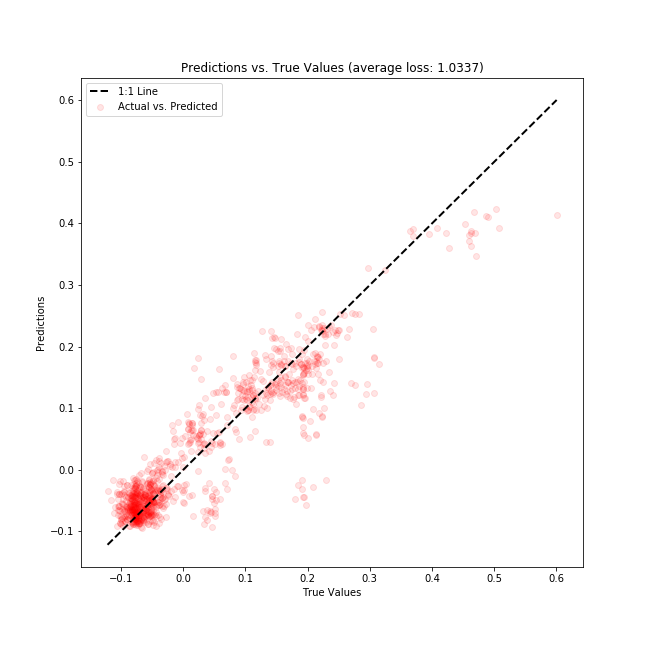 Predictions vs. True Values (average loss: 1.0337)
1:1 Line
Actual vs. Predicted
0.6
0.5
0.4
0.3
0.2
0.1
0.0
−0.1
Predictions
−0.1 0.0 0.1 0.2 0.3 0.4 0.5 0.6
True Values